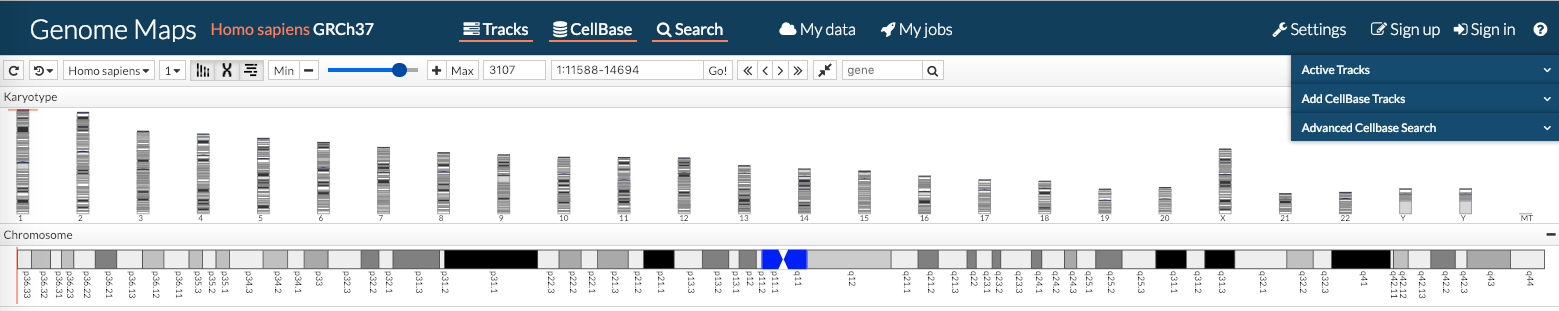 Genome Maps Homo sapiens GRCh37 Tracks CellBase Search My data My jobs Settings Sign up Sign in ?
Homo sapiens 1 Min Max 3107 1:11588-14694 Go! gene
Active Tracks
Add CellBase Tracks
Advanced Cellbase Search
Karyotype
1 2 3 4 5 6 7 8 9 10 11 12 13 14 15 16 17 18 19 20 X 21 22 Y Y MT
Chromosome
p36.33 p36.32 p36.31 p36.23 p36.22 p36.21 p36.13 p36.12 p36.11 p35.3 p35.2 p35.1 p34.3 p34.2 p34.1 p33 p32.3 p32.2 p32.1 p31.3 p31.2 p31.1 p22.3 p22.2 p22.1 p21.3 p21.2 p21.1 p13.3 p13.2 p13.1 p12 p11.2 p11.1 q11 q12 q21.1 q21.2 q21.3 q22 q23.1 q23.2 q23.3 q24.1 q24.2 q24.3 q25.1 q25.2 q25.3 q31.1 q31.2 q31.3 q32.1 q32.2 q32.3 q41 q42.11 q42.12 q42.13 q42.2 q42.3 q43 q44